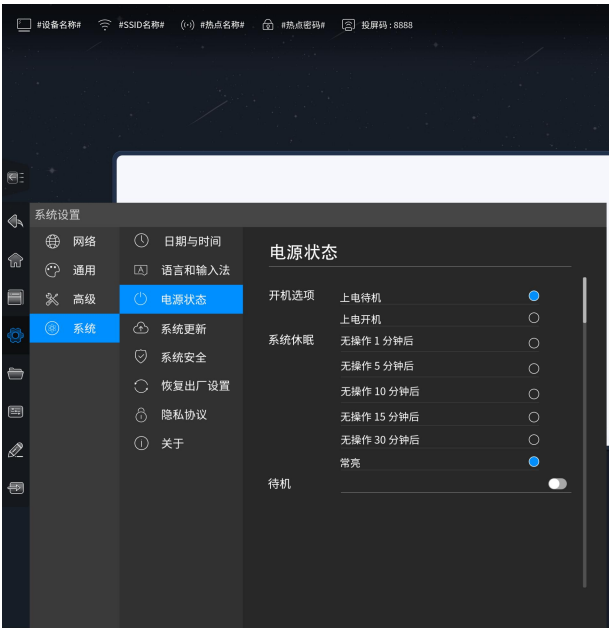 #设备名称# #SSID名称# #热点名称# #热点密码# 投屏码 : 8888
系统设置
网络
通用
高级
系统
日期与时间
语言和输入法
电源状态
系统更新
系统安全
恢复出厂设置
隐私协议
关于
电源状态
开机选项
上电待机
上电开机
系统休眠
无操作 1 分钟后
无操作 5 分钟后
无操作 10 分钟后
无操作 15 分钟后
无操作 30 分钟后
常亮
待机